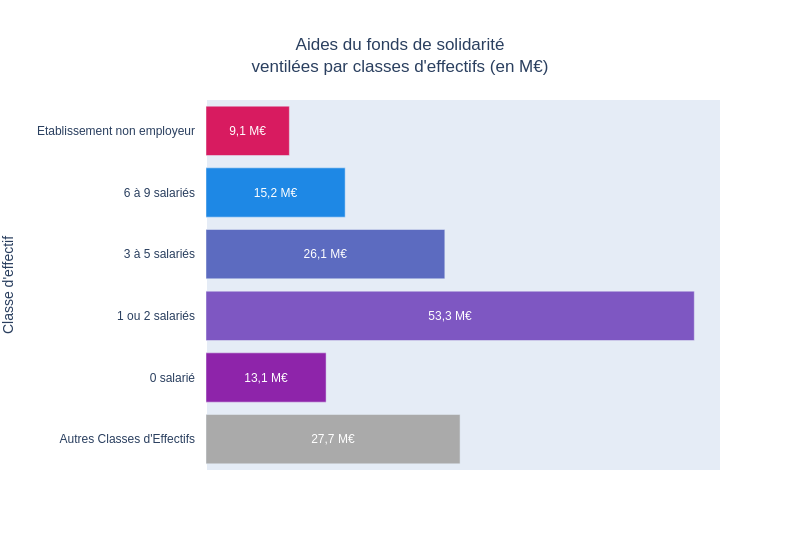 Aides du fonds de solidarité
ventilées par classes d'effectifs (en M€)
Classe d'effectif
Etablissement non employeur
9,1 M€
6 à 9 salariés
15,2 M€
3 à 5 salariés
26,1 M€
1 ou 2 salariés
53,3 M€
0 salarié
13,1 M€
Autres Classes d'Effectifs
27,7 M€